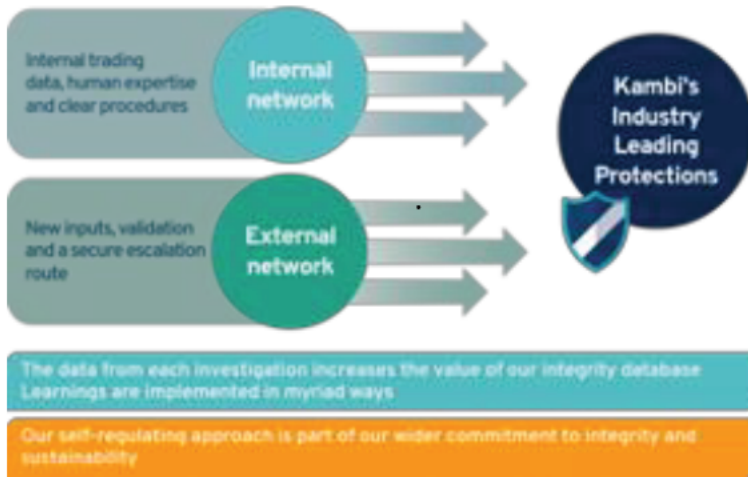 Internal trading
data, human expertise
and clear procedures
Internal
network
Kambi's
Industry
Leading
Protections
New inputs, validation
and a secure escalation
route
External
network
The data from each investigation increases the value of our integrity database
Learnings are implemented in myriad ways
Our self-regulating approach is part of our wider commitment to integrity and
sustainability